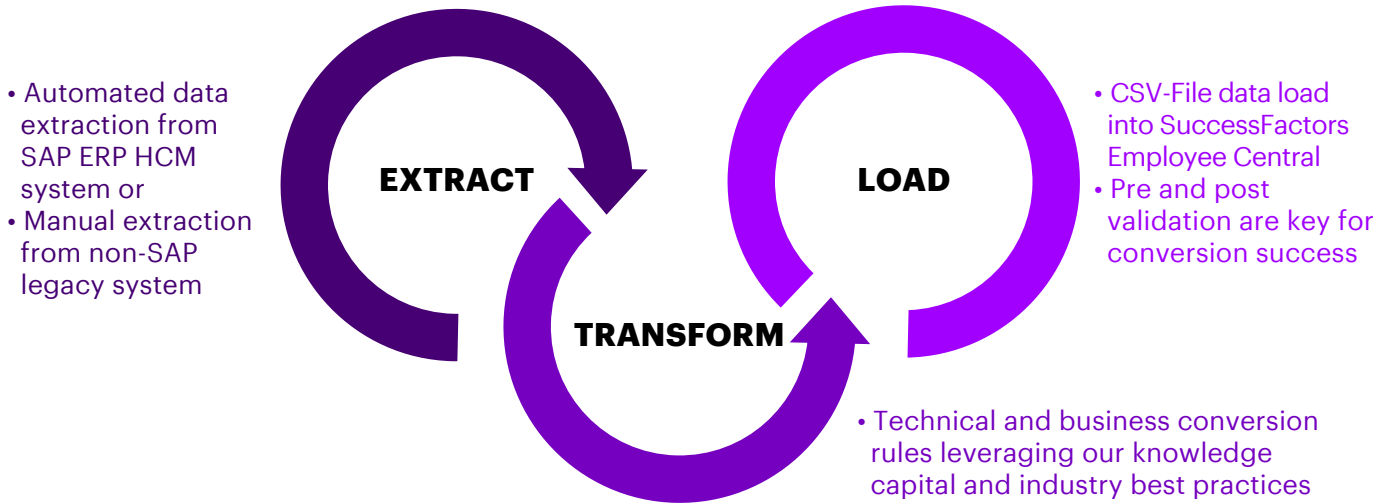 • Automated data
extraction from
SAP ERP HCM
system or
• Manual extraction
from non-SAP
legacy system
EXTRACT
TRANSFORM
LOAD
• CSV-File data load
into SuccessFactors
Employee Central
• Pre and post
validation are key for
conversion success
• Technical and business conversion
rules leveraging our knowledge
capital and industry best practices